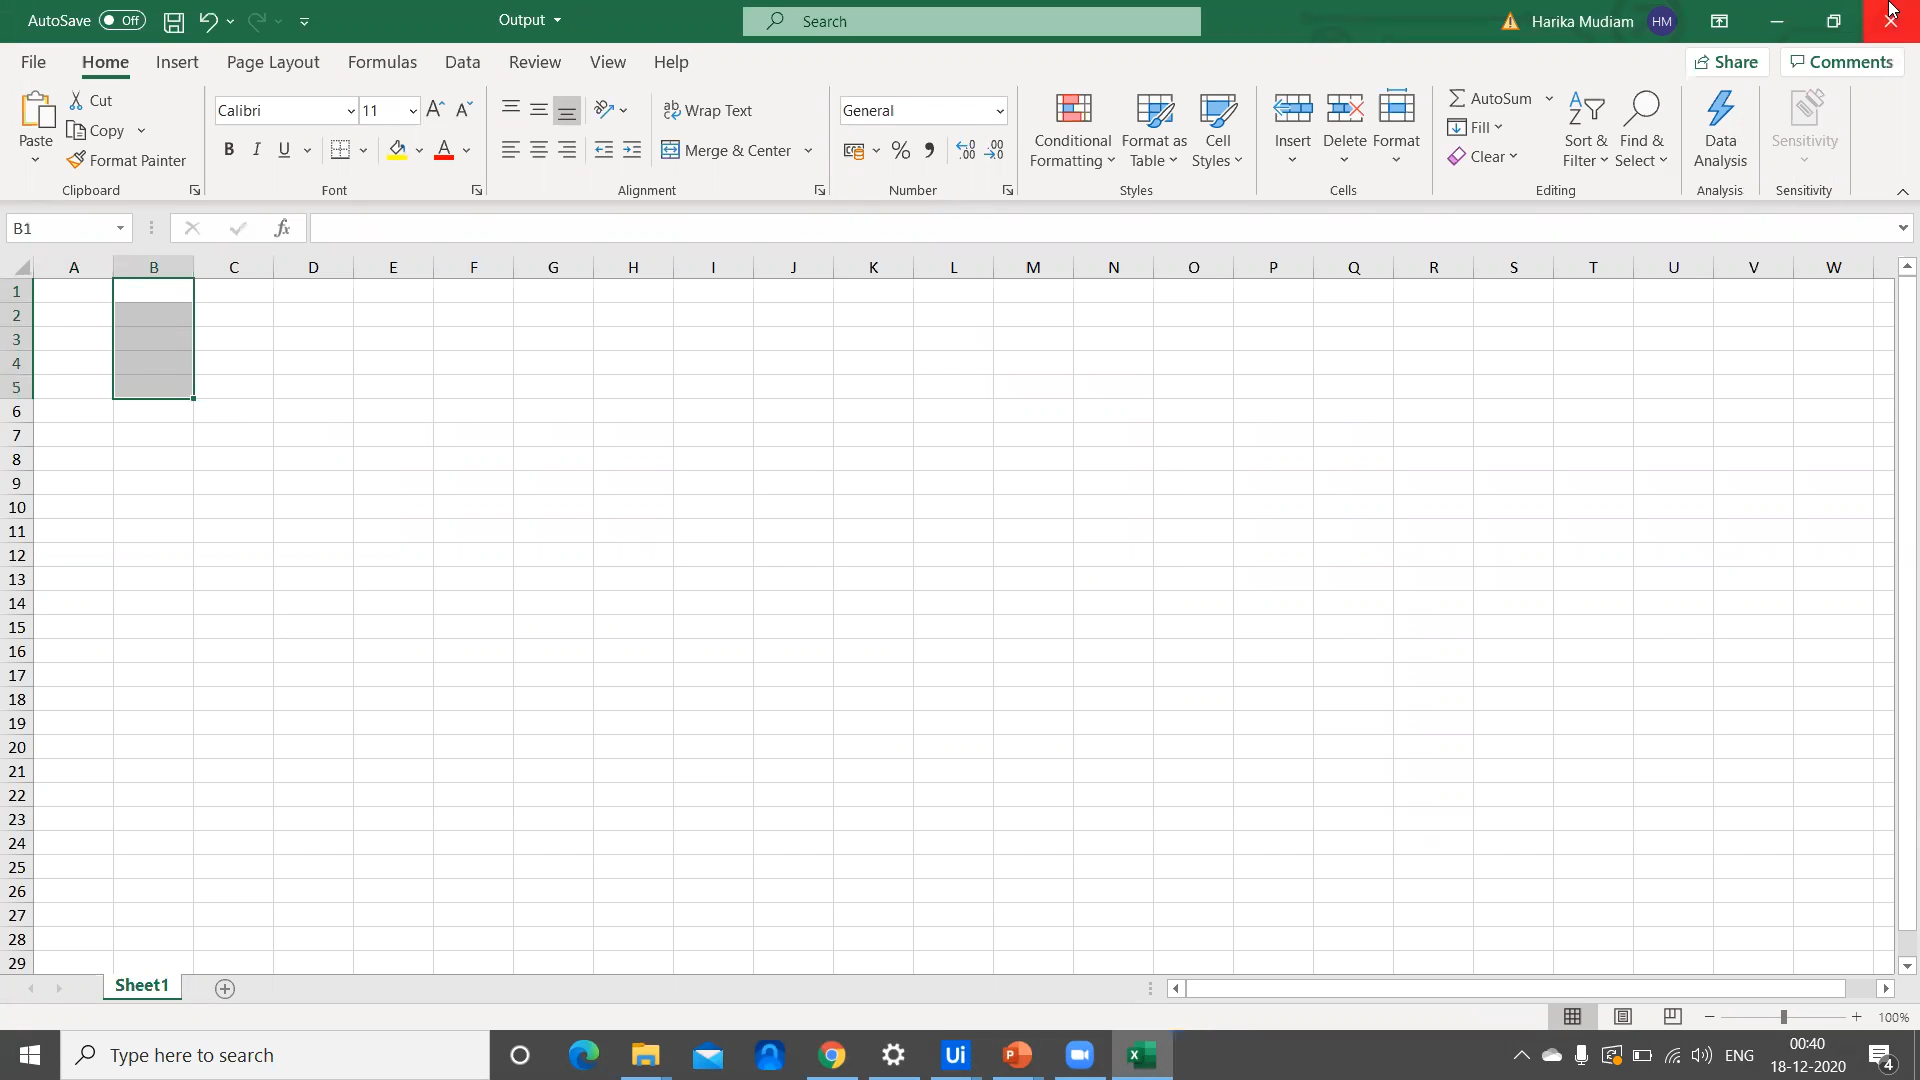 AutoSave Off Output Search Harika Mudiam HM
File Home Insert Page Layout Formulas Data Review View Help Share Comments
Paste Cut Copy Format Painter Clipboard
Calibri 11 B I U A Font
Wrap Text Merge & Center Alignment
General % Number
Conditional Formatting Format as Table Cell Styles Styles
Insert Delete Format Cells
AutoSum Fill Clear Sort & Filter Find & Select Editing
Data Analysis Analysis
Sensitivity Sensitivity
B1 fx
A B C D E F G H I J K L M N O P Q R S T U V W
1
2
3
4
5
6
7
8
9
10
11
12
13
14
15
16
17
18
19
20
21
22
23
24
25
26
27
28
29
Sheet1
100%
Type here to search Ui ENG 00:40
18-12-2020 4